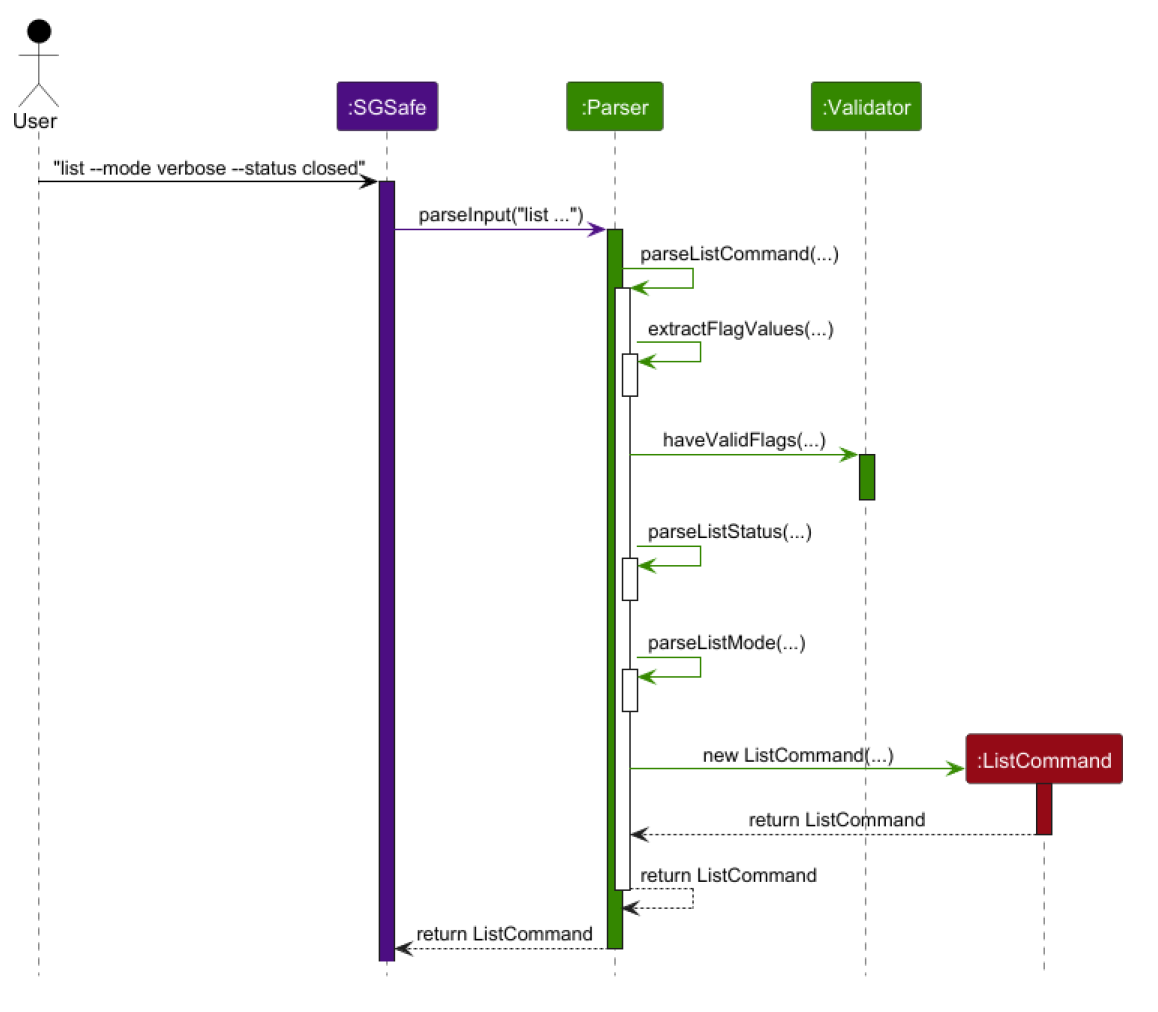 User
:SGSafe
:Parser
:Validator
"list --mode verbose --status closed"
parseInput("list ...")
parseListCommand(...)
extractFlagValues(...)
haveValidFlags(...)
parseListStatus(...)
parseListMode(...)
new ListCommand(...)
:ListCommand
return ListCommand
return ListCommand
return ListCommand